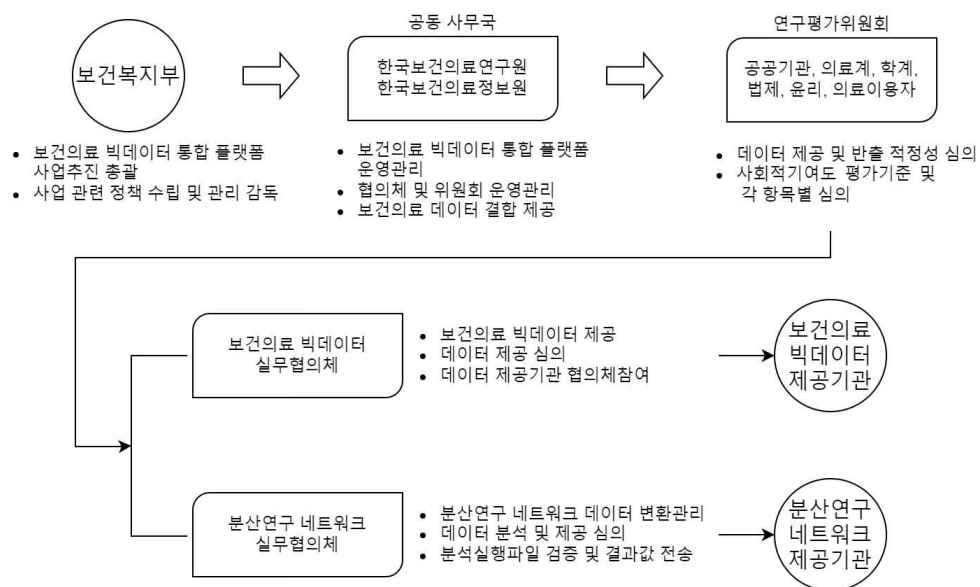 보건복지부
• 보건의료 빅데이터 통합 플랫폼
사업추진 총괄
• 사업 관련 정책 수립 및 관리 감독
공동 사무국
한국보건의료연구원
한국보건의료정보원
• 보건의료 빅데이터 통합 플랫폼
운영관리
• 협의체 및 위원회 운영관리
• 보건의료 데이터 결합 제공
연구평가위원회
공공기관, 의료계, 학계,
법제, 윤리, 의료이용자
• 데이터 제공 및 반출 적정성 심의
• 사회적기여도 평가기준 및
각 항목별 심의
보건의료 빅데이터
실무협의체
• 보건의료 빅데이터 제공
• 데이터 제공 심의
• 데이터 제공기관 협의체참여
보건의료
빅데이터
제공기관
분산연구 네트워크
실무협의체
• 분산연구 네트워크 데이터 변환관리
• 데이터 분석 및 제공 심의
• 분석실행파일 검증 및 결과값 전송
분산연구
네트워크
제공기관